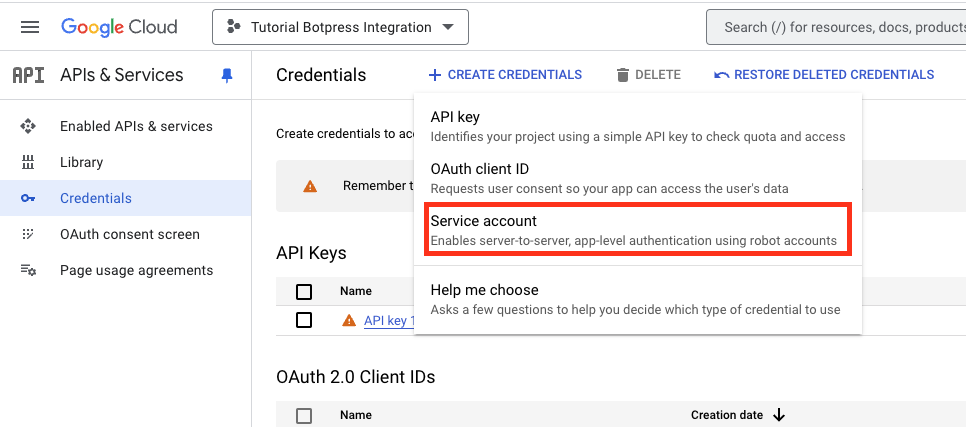 Google Cloud
Tutorial Botpress Integration
Search (/) for resources, docs, products
API
APIs & Services
Credentials
CREATE CREDENTIALS
DELETE
RESTORE DELETED CREDENTIALS
Enabled APIs & services
Library
Credentials
OAuth consent screen
Page usage agreements
Create credentials to
Remember
API key
Identifies your project using a simple API key to check quota and access
OAuth client ID
Requests user consent so your app can access the user's data
Service account
Enables server-to-server, app-level authentication using robot accounts
Help me choose
Asks a few questions to help you decide which type of credential to use
API Keys
Name
API key 1
OAuth 2.0 Client IDs
Name
Creation date